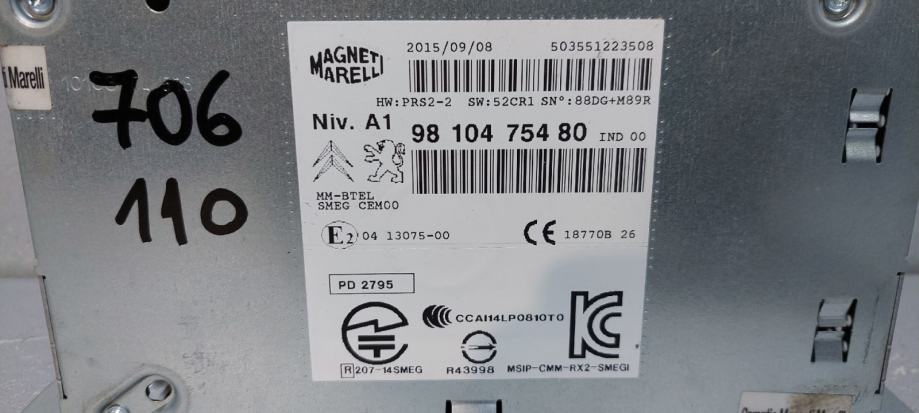 706
110
i Marelli
MAGNETI
MARELLI
2015/09/08 503551223508
HW:PRS2-2 SW:52CR1 SN°:88DG+M89R
Niv. A1 98 104 754 80 IND 00
MM-BTEL
SMEG CEM00
E2 04 13075-00 CE 18770B 26
PD 2795
CCAI14LP0810T0
R 207-14SMEG R43998 MSIP-CMM-RX2-SMEGI